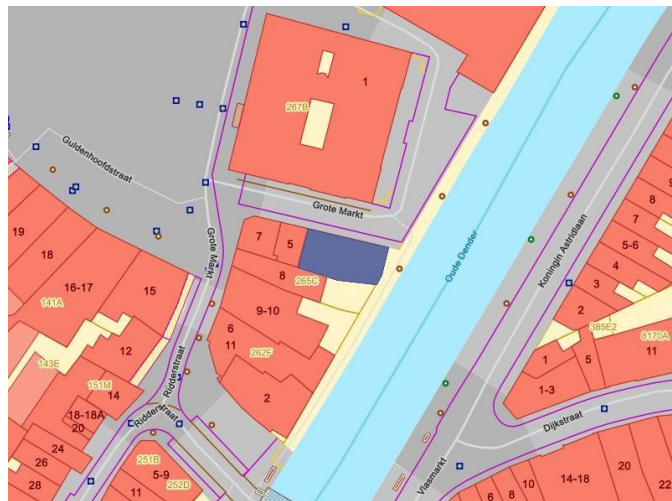 1
267B
Guldenhoofdstraat
Grote Markt
Grote Markt
Oude Dender
Koningin Astridlaan
9
8
7
5-6
4
3
2
385E2
8170A
1
5
11
1-3
Dijkstraat
Vlasmarkt
19
18
16-17
15
141A
7
5
8
265C
9-10
6
11
262F
2
143E
12
151M
14
18-18A
20
24
26
28
Ridderstraat
Ridderstraat
251B
5-9
11
252D
6
8
10
14-18
20